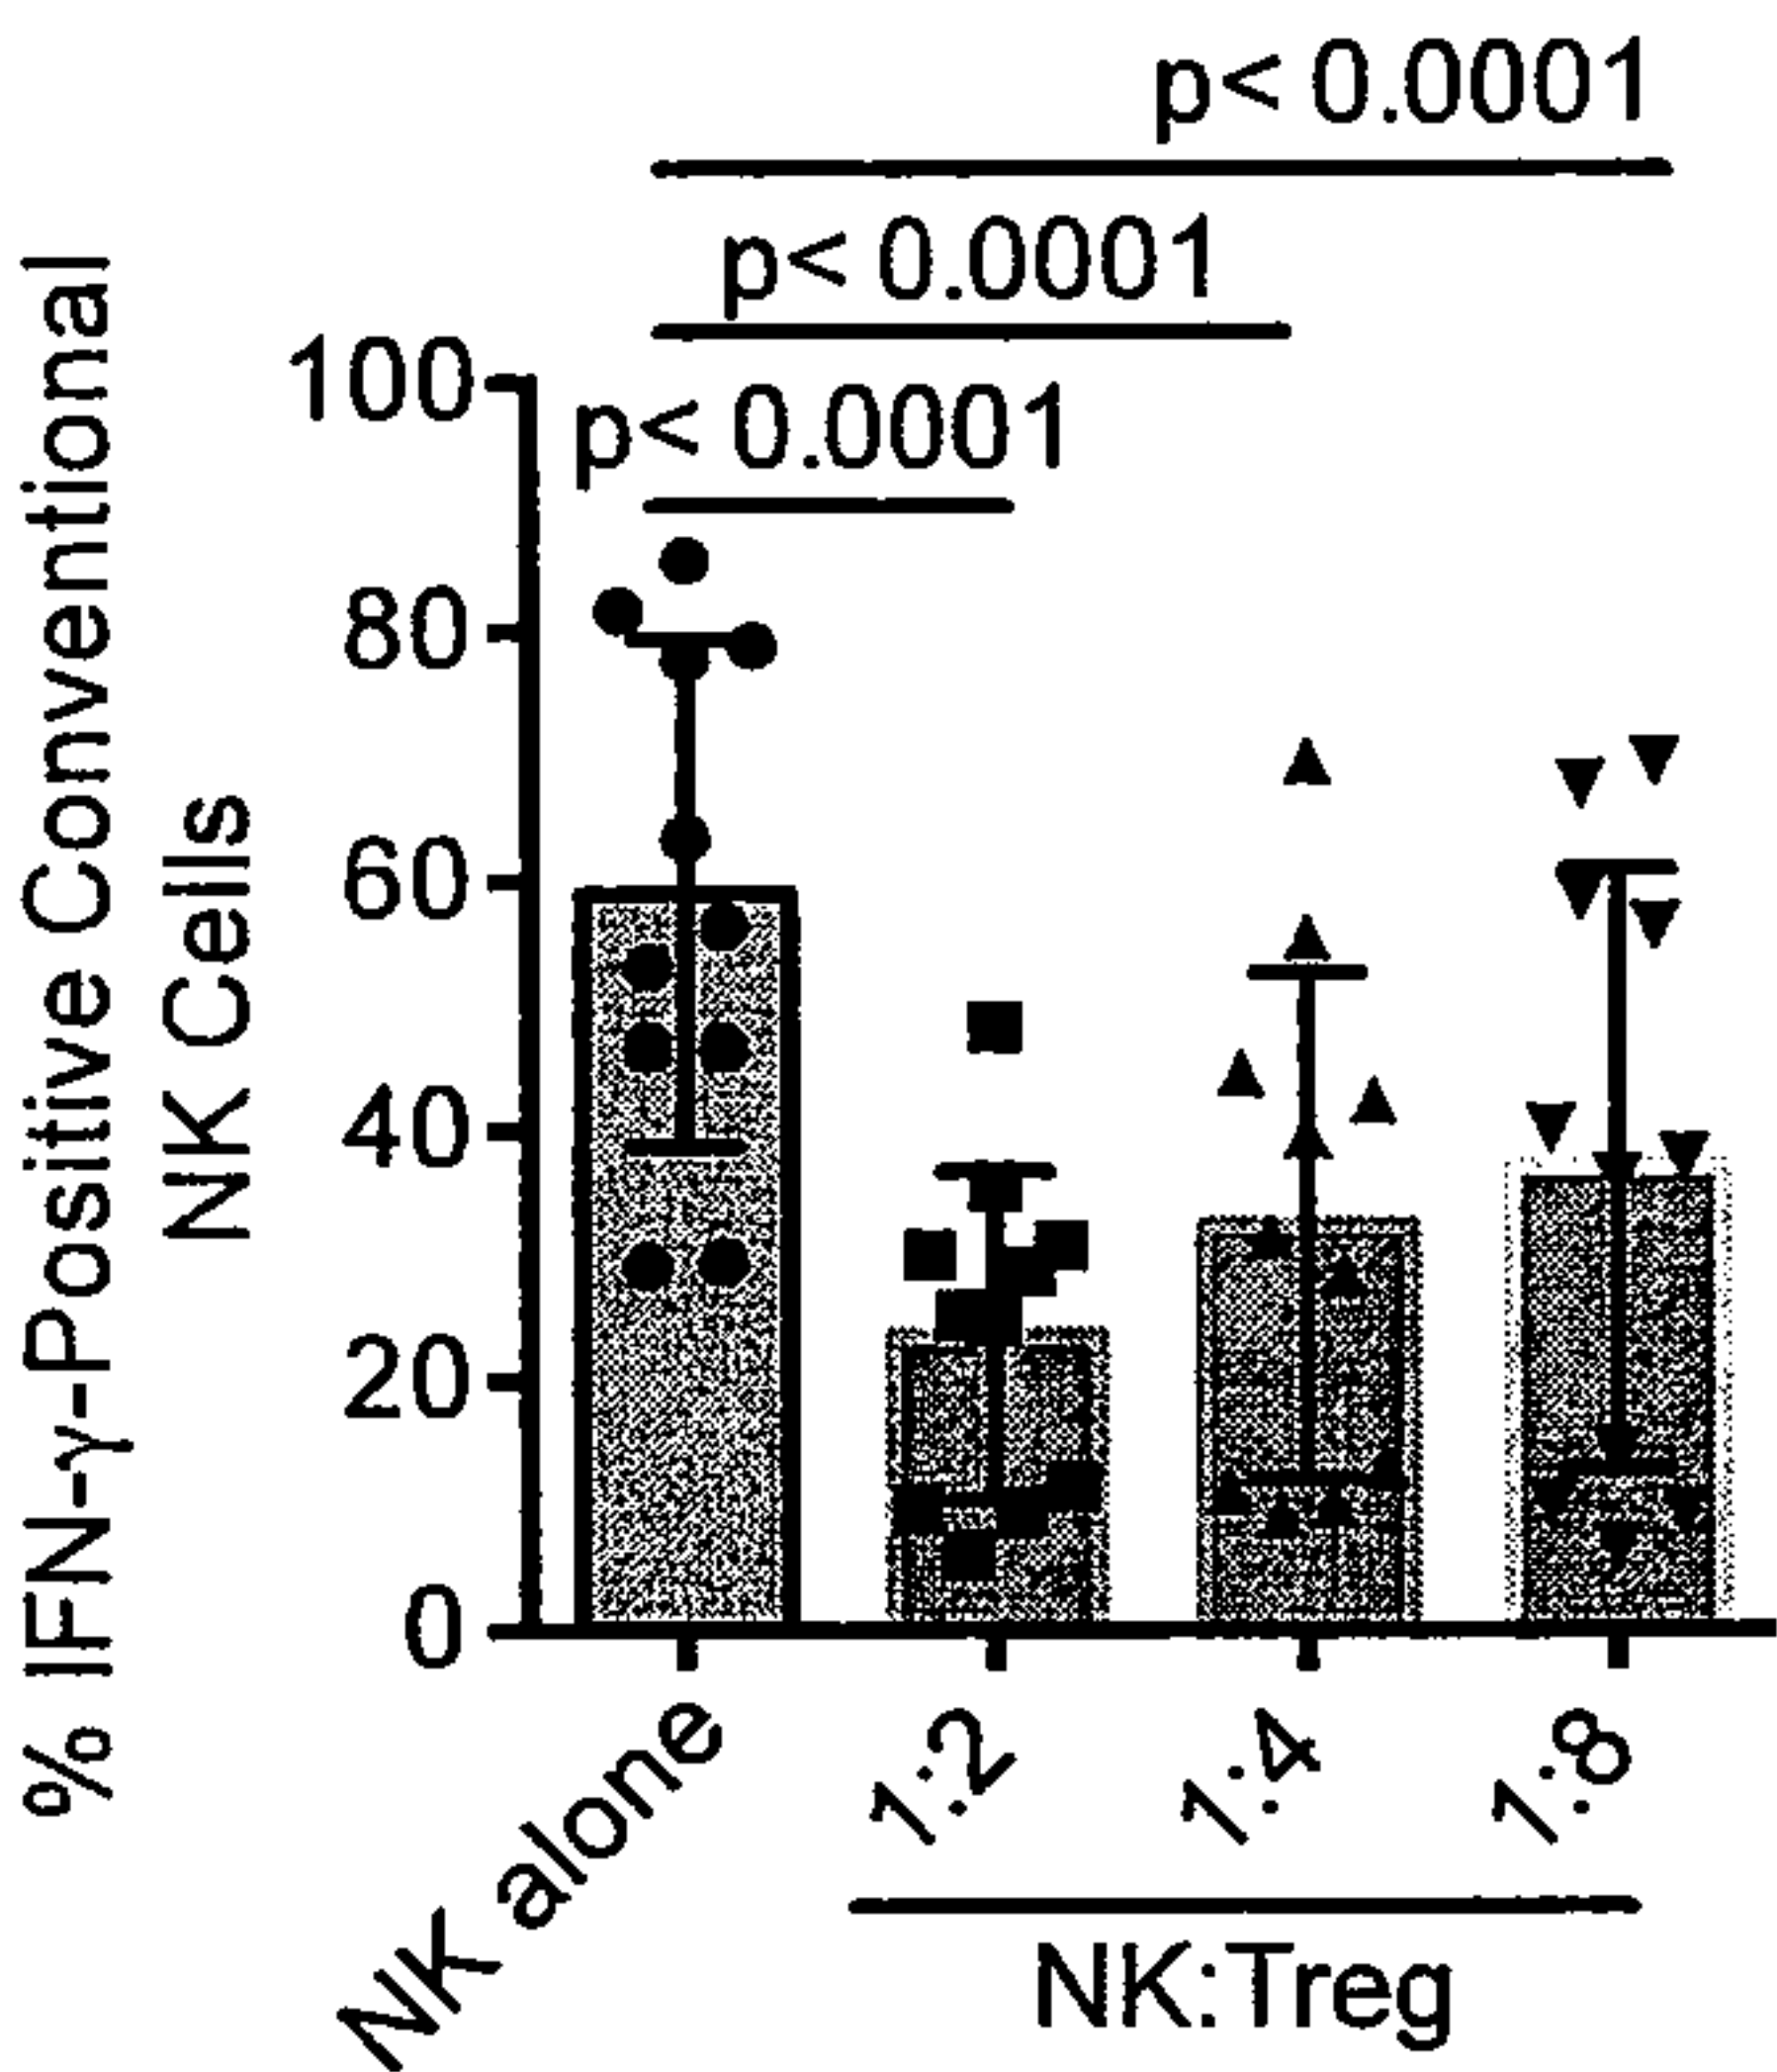 p< 0.0001
p< 0.0001
p< 0.0001
% IFN-γ-Positive Conventional
NK Cells
100
80
60
40
20
0
NK alone
1:2
1:4
1:8
NK:Treg